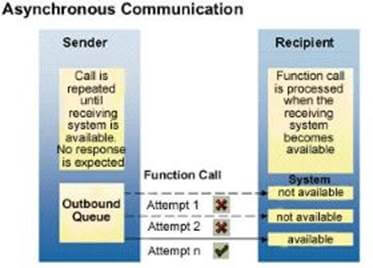 Asynchronous Communication
Sender
Call is
repeated
until
receiving
system is
available.
No response
is expected
Outbound
Queue
Function Call
Attempt 1
Attempt 2
Attempt n
Recipient
Function call
is processed
when the
receiving
system
becomes
available
System
not available
not available
available